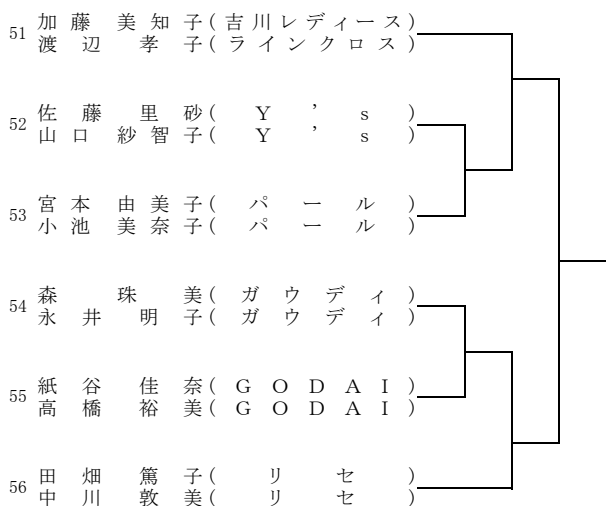 51 加藤 美知子(吉川レディース)
渡辺 孝子(ラインクロス)
52 佐藤 里砂(Y's)
山口 紗智子(Y's)
53 宮本 由美子(パール)
小池 美奈子(パール)
54 森 珠美(ガウディ)
永井 明子(ガウディ)
55 紙谷 佳奈(GODAI)
高橋 裕美(GODAI)
56 田畑 篤子(リセ)
中川 敦美(リセ)